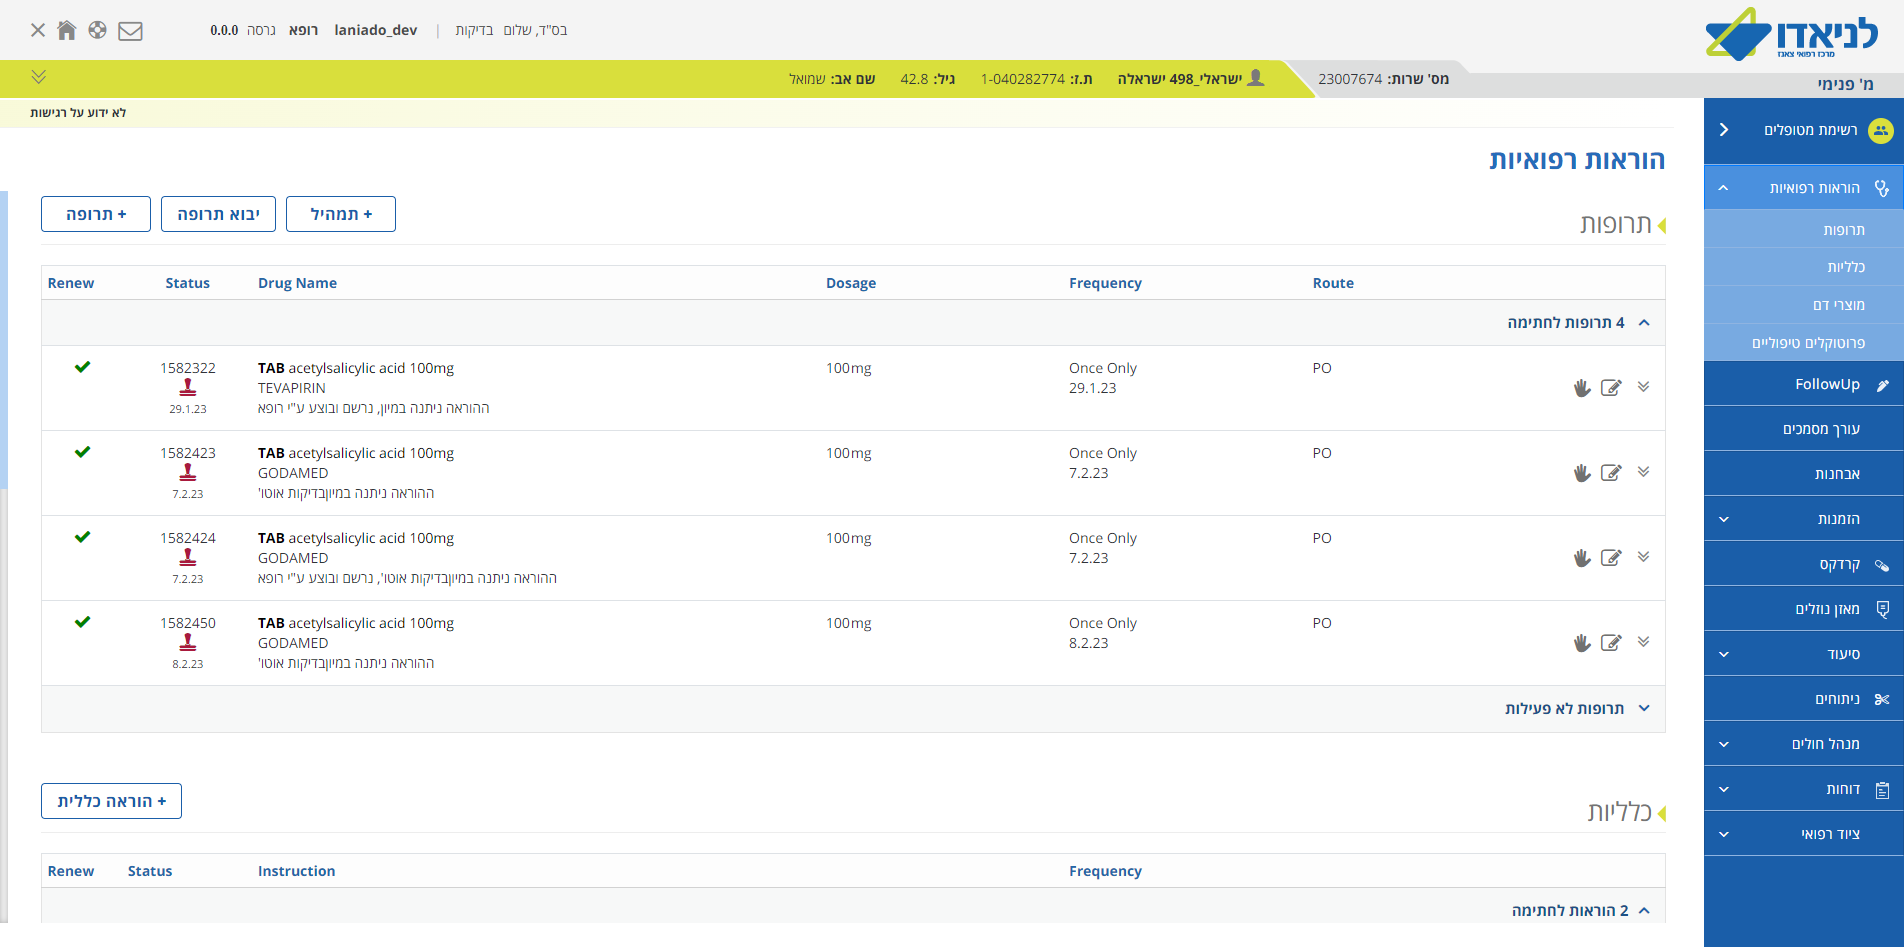 לניאדו
מרכז רפואי צאנז
בס"ד, שלום בדיקות | laniado_dev רופא גרסה 0.0.0
מ' פנימי
מס' שרות: 23007674
ישראלי_498 ישראלה ת.ז: 1-040282774 גיל: 42.8 שם אב: שמואל
לא ידוע על רגישות
רשימת מטופלים
הוראות רפואיות
תרופות
כלליות
מוצרי דם
פרוטוקלים טיפוליים
FollowUp
עורך מסמכים
אבחנות
הזמנות
קרדקס
מאזן נוזלים
סיעוד
ניתוחים
מנהל חולים
דוחות
ציוד רפואי
הוראות רפואיות
תרופות
+ תמהיל
יבוא תרופה
+ תרופה
Renew Status Drug Name Dosage Frequency Route
4 תרופות לחתימה
1582322 TAB acetylsalicylic acid 100mg 100mg Once Only PO
TEVAPIRIN 29.1.23
29.1.23 ההוראה ניתנה במיון, נרשם ובוצע ע"י רופא
1582423 TAB acetylsalicylic acid 100mg 100mg Once Only PO
GODAMED 7.2.23
7.2.23 ההוראה ניתנה במיוןבדיקות אוטו'
1582424 TAB acetylsalicylic acid 100mg 100mg Once Only PO
GODAMED 7.2.23
7.2.23 ההוראה ניתנה במיוןבדיקות אוטו', נרשם ובוצע ע"י רופא
1582450 TAB acetylsalicylic acid 100mg 100mg Once Only PO
GODAMED 8.2.23
8.2.23 ההוראה ניתנה במיוןבדיקות אוטו'
תרופות לא פעילות
כלליות
+ הוראה כללית
Renew Status Instruction Frequency
2 הוראות לחתימה